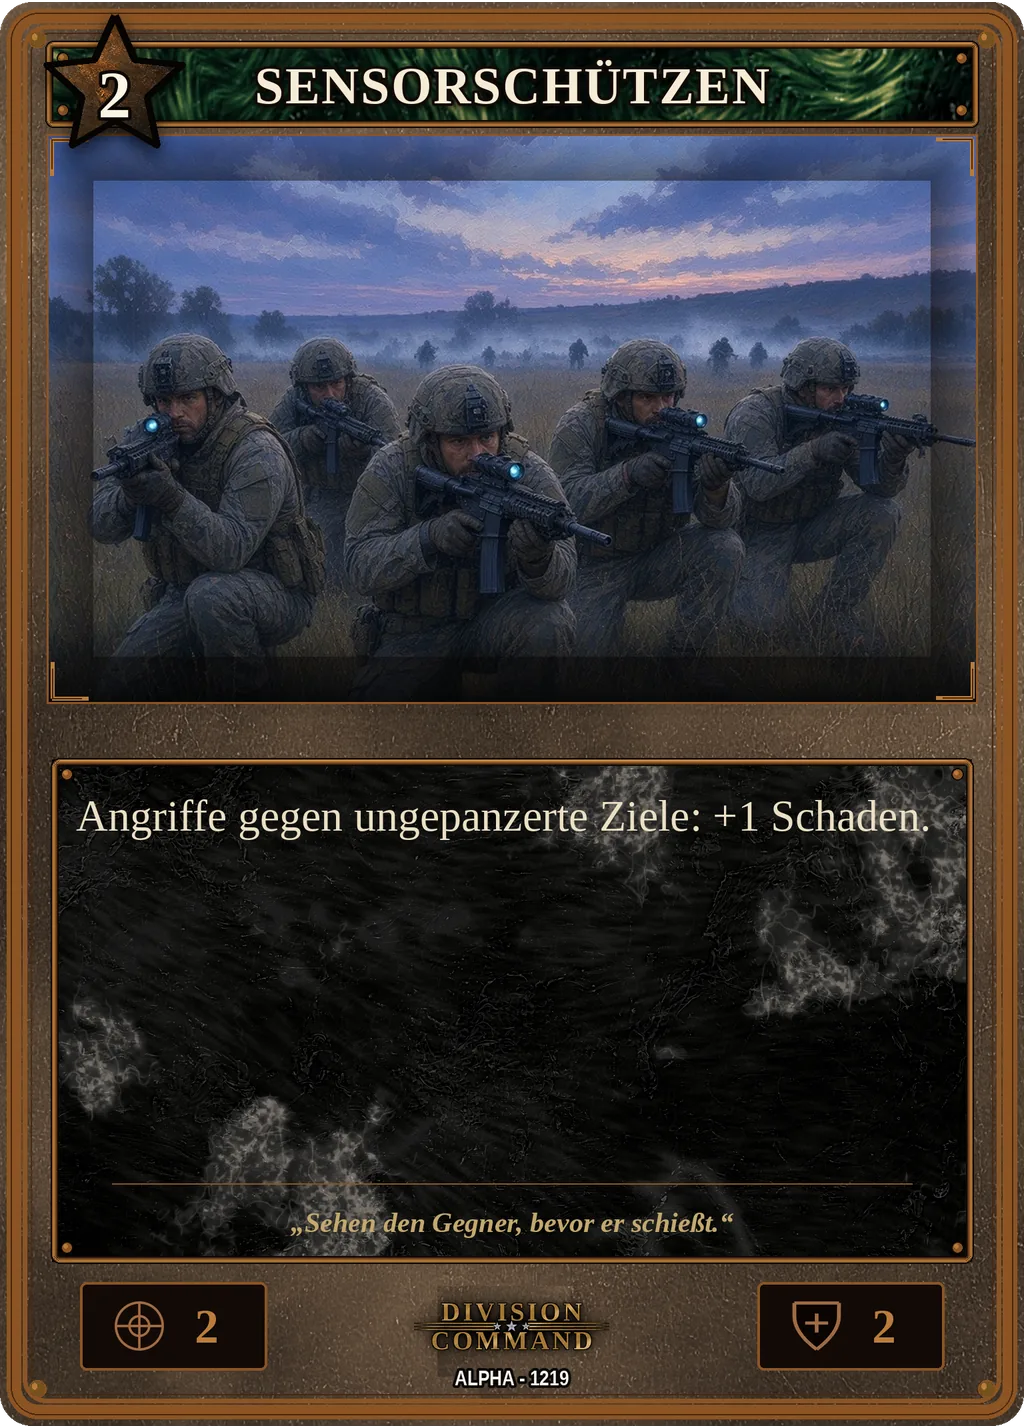 2
SENSORSCHÜTZEN
Angriffe gegen ungepanzerte Ziele: +1 Schaden.
„Sehen den Gegner, bevor er schießt.“
2
DIVISION
COMMAND
2
ALPHA - 1219